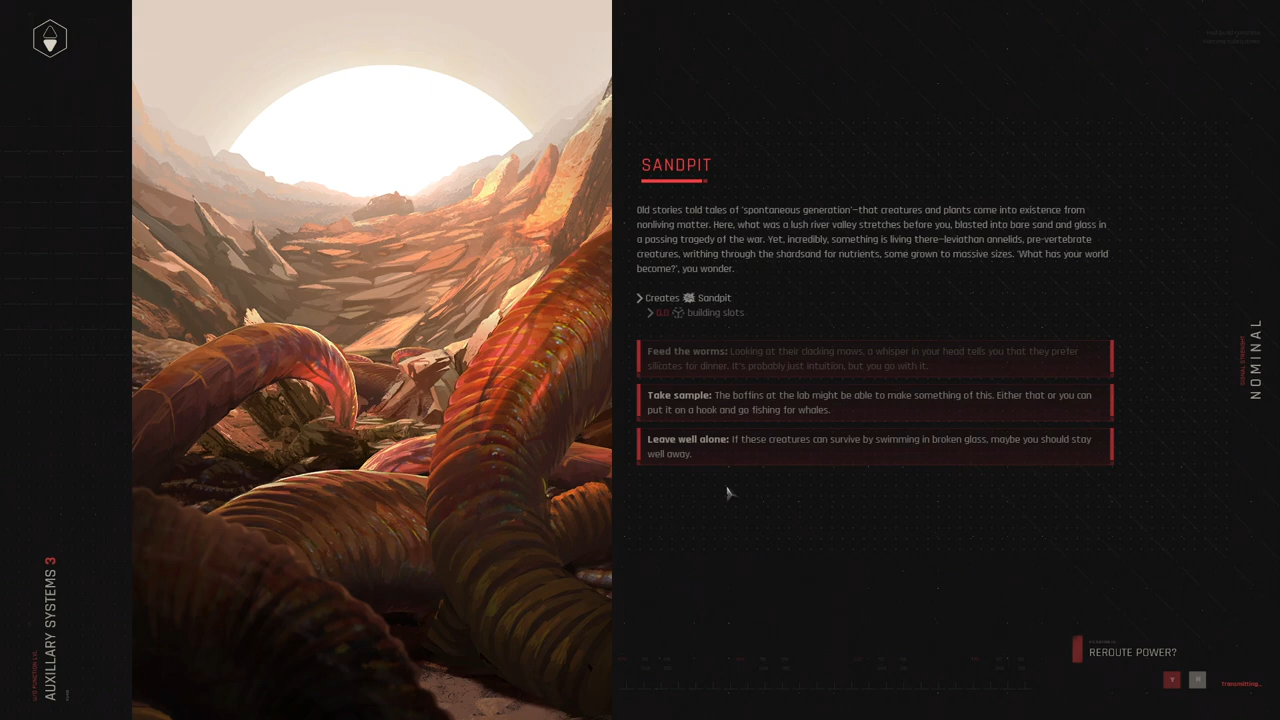 SANDPIT
Old stories told tales of 'spontaneous generation'—that creatures and plants come into existence from
nonliving matter. Here, what was a lush river valley stretches before you, blasted into bare sand and glass in
a passing tragedy of the war. Yet, incredibly, something is living there—leviathan annelids, pre-vertebrate
creatures, writhing through the shardsand for nutrients, some grown to massive sizes. 'What has your world
become?', you wonder.
Creates Sandpit
0.0 building slots
Feed the worms: Looking at their clacking maws, a whisper in your head tells you that they prefer
silicates for dinner. It's probably just intuition, but you go with it.
Take sample: The boffins at the lab might be able to make something of this. Either that or you can
put it on a hook and go fishing for whales.
Leave well alone: If these creatures can survive by swimming in broken glass, maybe you should stay
well away.
NOMINAL
AUXILLARY SYSTEMS 3
REROUTE POWER?
Y
N
Transmitting...